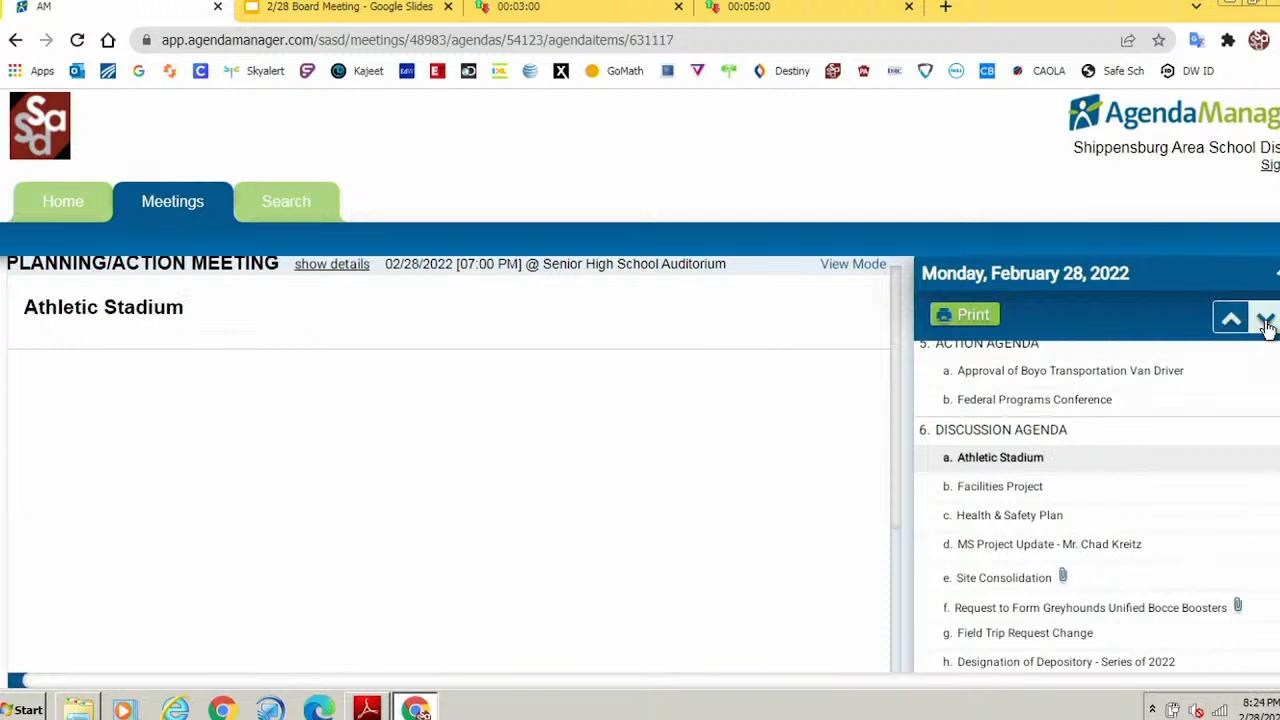 AM
2/28 Board Meeting - Google Slides
00:03:00
00:05:00
app.agendamanager.com/sasd/meetings/48983/agendas/54123/agendaitems/631117
Apps
Skyalert
Kajeet
GoMath
Destiny
CAOLA
Safe Sch
DW ID
Sa
sd
AgendaManag
Shippensburg Area School Dis
Sig
Home
Meetings
Search
PLANNING/ACTION MEETING show details 02/28/2022 [07:00 PM] @ Senior High School Auditorium View Mode
Athletic Stadium
Monday, February 28, 2022
Print
5. ACTION AGENDA
a. Approval of Boyo Transportation Van Driver
b. Federal Programs Conference
6. DISCUSSION AGENDA
a. Athletic Stadium
b. Facilities Project
c. Health & Safety Plan
d. MS Project Update - Mr. Chad Kreitz
e. Site Consolidation
f. Request to Form Greyhounds Unified Bocce Boosters
g. Field Trip Request Change
h. Designation of Depository - Series of 2022
Start
8:24 PM
2/28/20